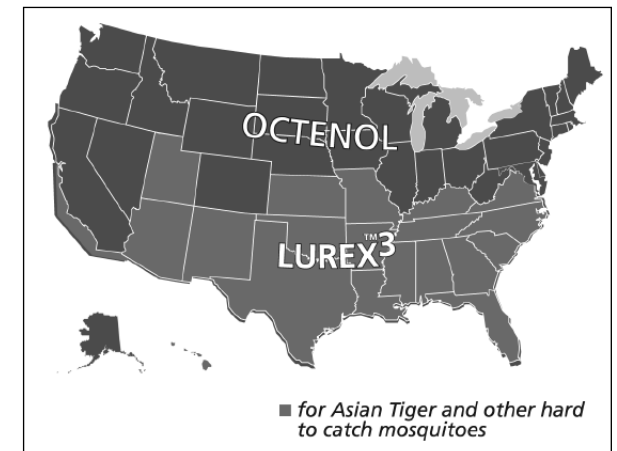 OCTENOL
LUREX™3
for Asian Tiger and other hard
to catch mosquitoes